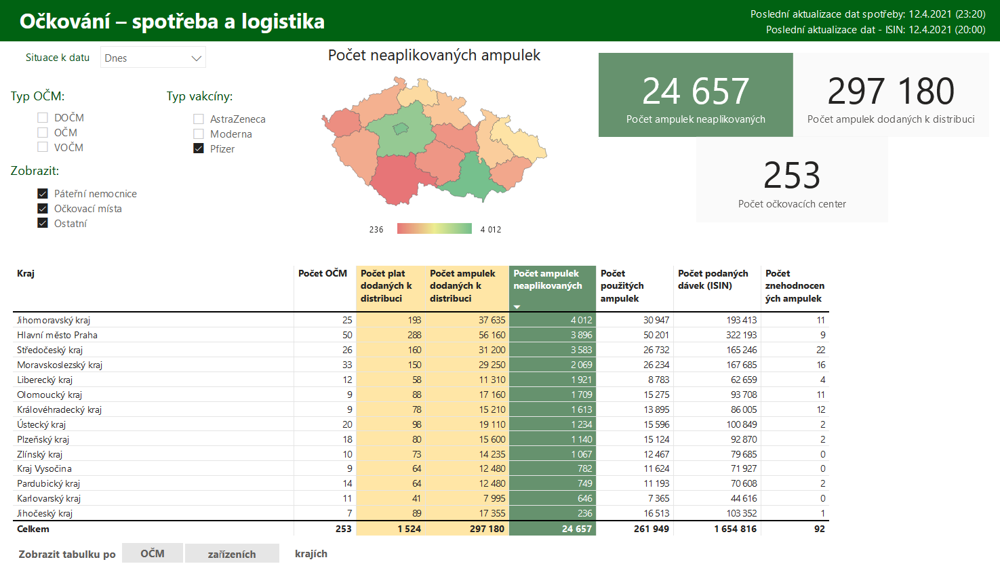 Očkování – spotřeba a logistika
Poslední aktualizace dat spotřeby: 12.4.2021 (23:20)
Poslední aktualizace dat - ISIN: 12.4.2021 (20:00)
Situace k datu Dnes
Typ OČM:
DOČM
OČM
VOČM
Typ vakcíny:
AstraZeneca
Moderna
Pfizer
Zobrazit:
Páteřní nemocnice
Očkovací místa
Ostatní
Počet neaplikovaných ampulek
236 4 012
24 657
Počet ampulek neaplikovaných
297 180
Počet ampulek dodaných k distribuci
253
Počet očkovacích center
Kraj Počet OČM Počet plat dodaných k distribuci Počet ampulek dodaných k distribuci Počet ampulek neaplikovaných Počet použitých ampulek Počet podaných dávek (ISIN) Počet znehodnocen ých ampulek
Jihomoravský kraj 25 193 37 635 4 012 30 947 193 413 11
Hlavní město Praha 50 288 56 160 3 896 50 201 322 193 9
Středočeský kraj 26 160 31 200 3 583 26 732 165 246 22
Moravskoslezský kraj 33 150 29 250 2 069 26 234 167 685 16
Liberecký kraj 12 58 11 310 1 921 8 783 62 659 4
Olomoucký kraj 9 88 17 160 1 709 15 275 93 708 11
Královéhradecký kraj 9 78 15 210 1 613 13 895 86 005 12
Ústecký kraj 20 98 19 110 1 234 15 596 100 849 2
Plzeňský kraj 18 80 15 600 1 140 15 124 92 870 2
Zlínský kraj 10 73 14 235 1 067 12 467 79 685 0
Kraj Vysočina 9 64 12 480 782 11 624 71 927 0
Pardubický kraj 14 64 12 480 749 11 193 70 608 2
Karlovarský kraj 11 41 7 995 646 7 365 44 616 0
Jihočeský kraj 7 89 17 355 236 16 513 103 352 1
Celkem 253 1 524 297 180 24 657 261 949 1 654 816 92
Zobrazit tabulku po OČM zařízeních krajích